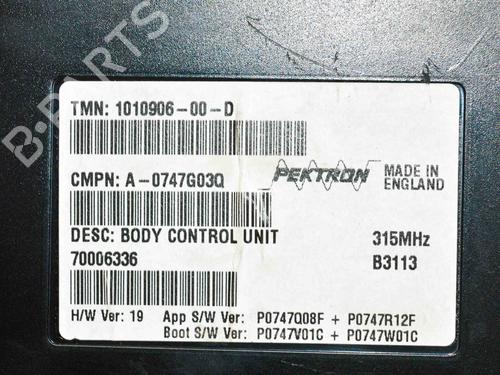 B-PARTS
TMN: 1010906-00-D
CMPN: A-0747G03Q
PEKTRON
MADE IN
ENGLAND
DESC: BODY CONTROL UNIT 315MHz
70006336 B3113
H/W Ver: 19 App S/W Ver: P0747Q08F + P0747R12F
Boot S/W Ver: P0747V01C + P0747W01C